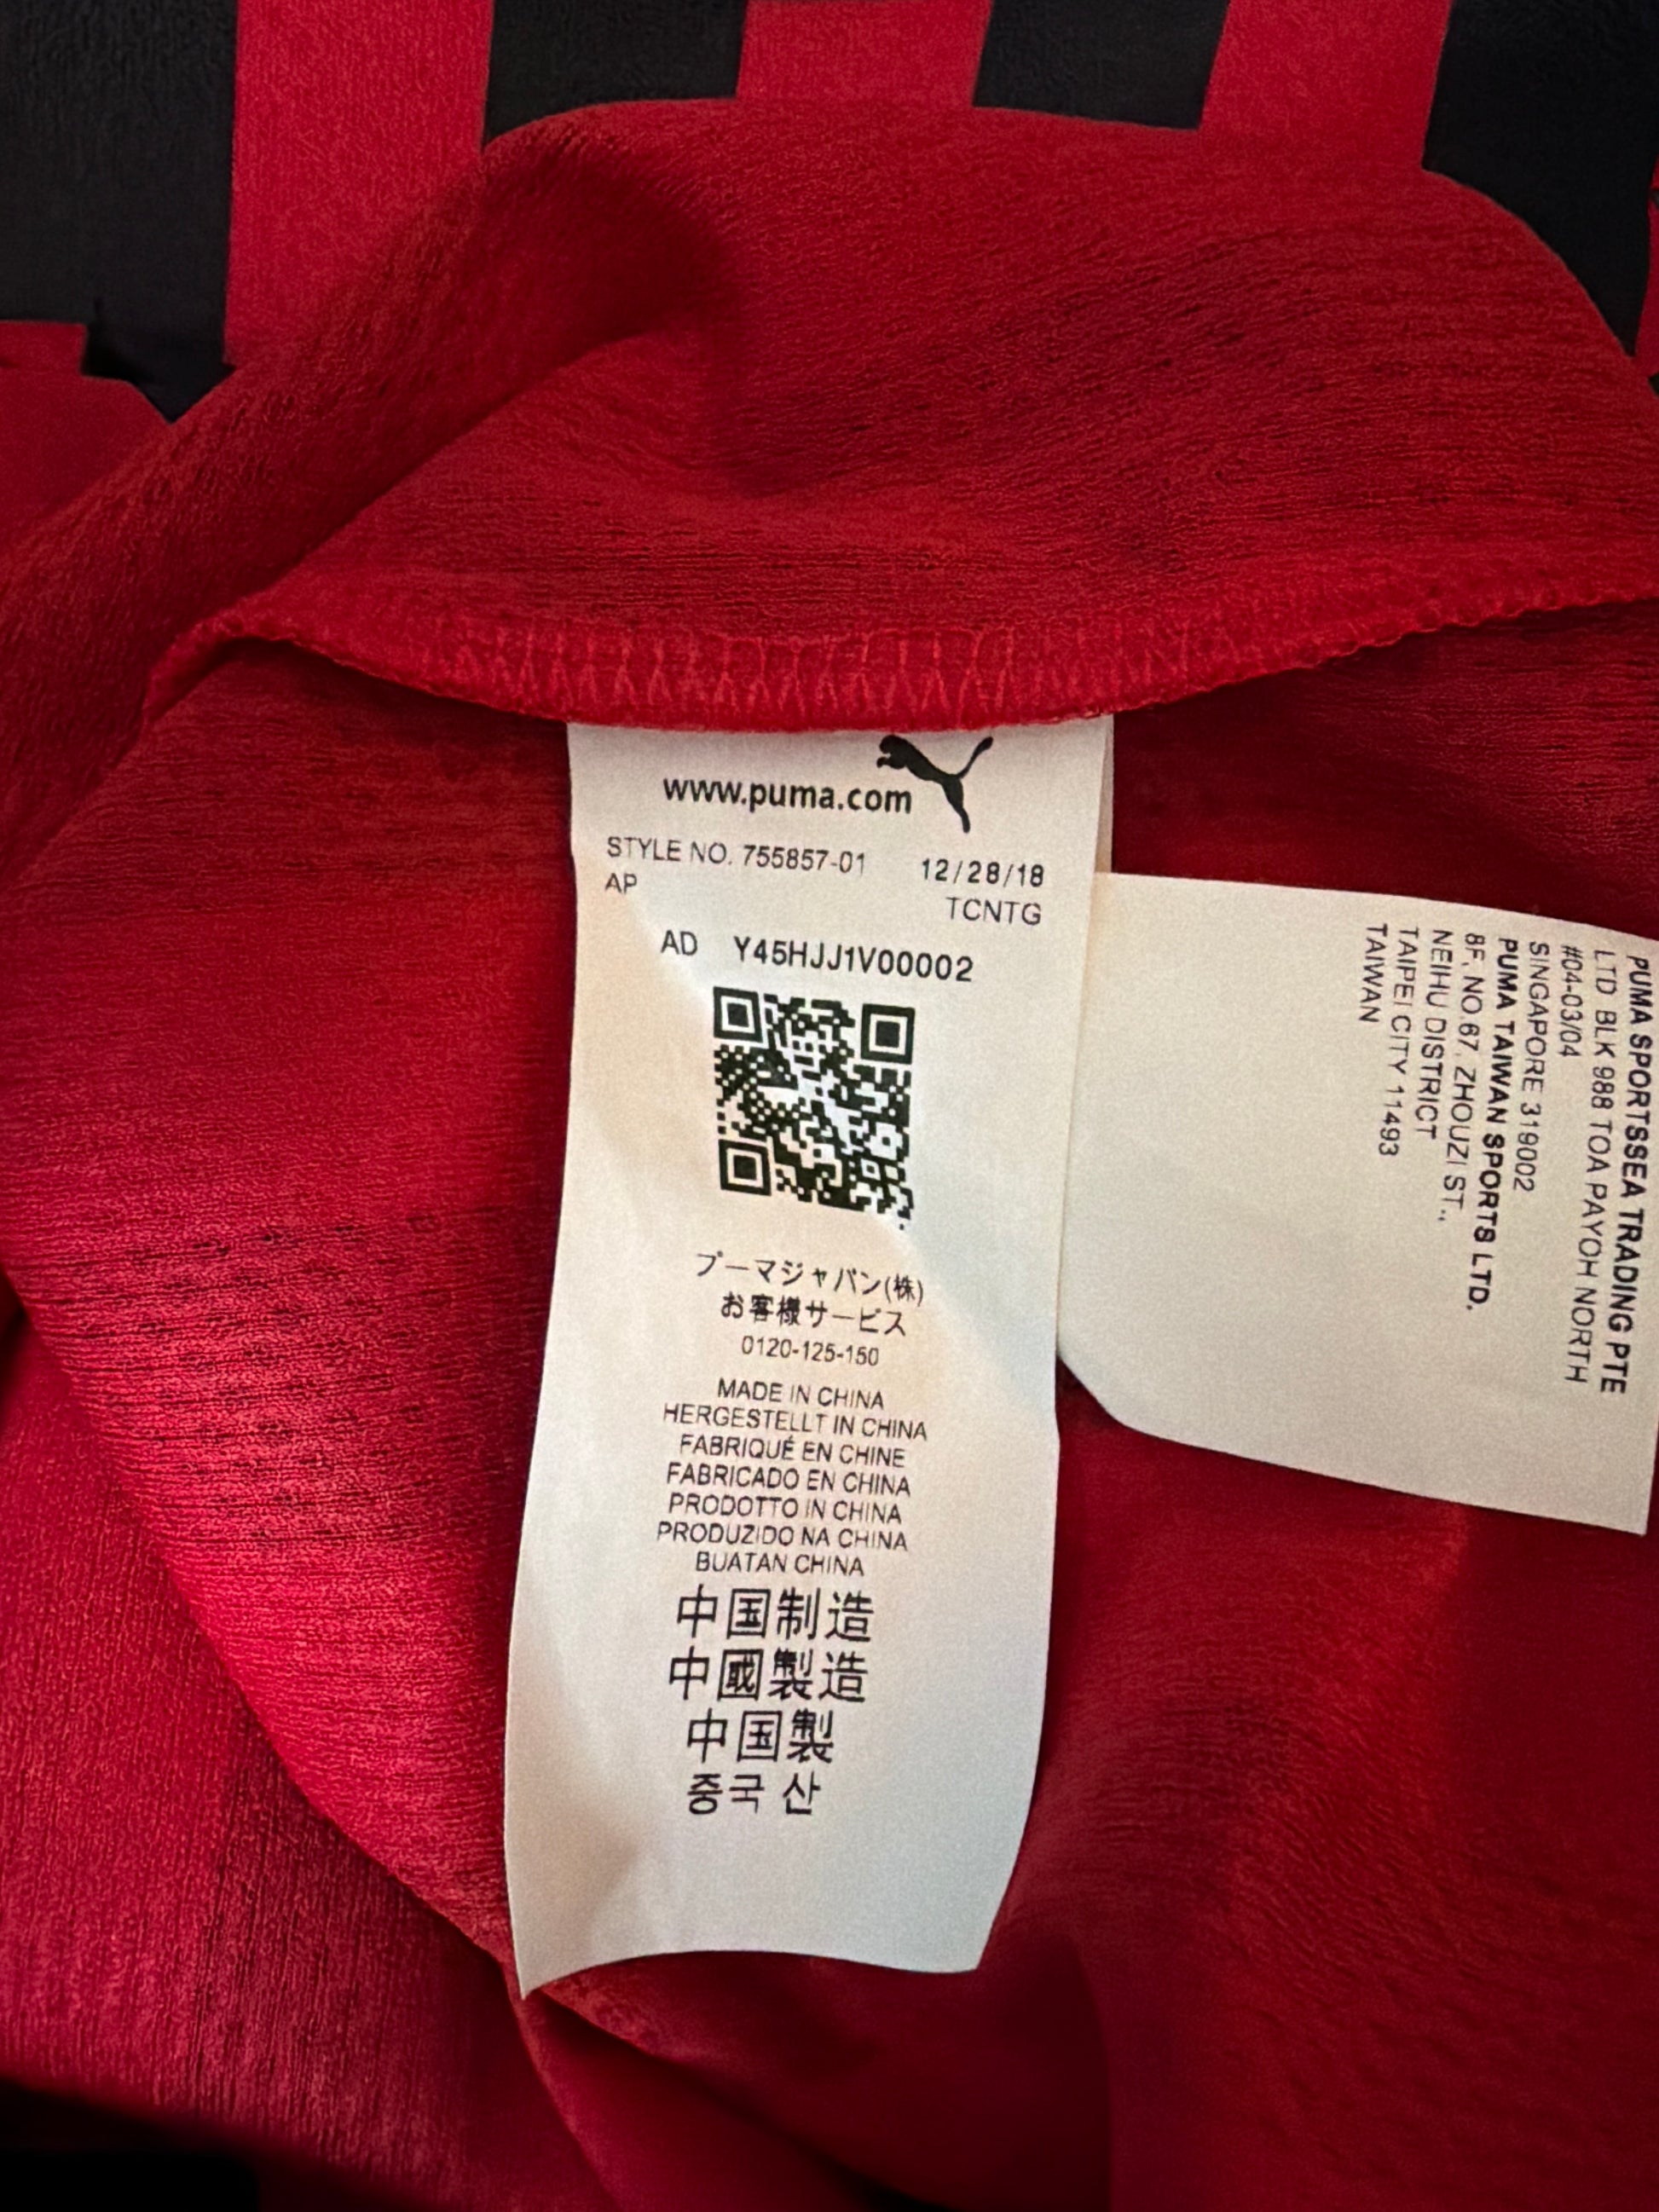 www.puma.com
STYLE NO. 755857-01 12/28/18
AP TCNTG
AD Y45HJJ1V00002
プーマジャパン(株)
お客様サービス
0120-125-150
MADE IN CHINA
HERGESTELLT IN CHINA
FABRIQUÉ EN CHINE
FABRICADO EN CHINA
PRODOTTO IN CHINA
PRODUZIDO NA CHINA
BUATAN CHINA
中国制造
中國製造
中国製
중국 산
PUMA SPORTSSEA TRADING PTE
LTD BLK 988 TOA PAYOH NORTH
#04-03/04
SINGAPORE 319002
PUMA TAIWAN SPORTS LTD.
8F, NO.67, ZHOUZI ST.,
NEIHU DISTRICT
TAIPEI CITY 11493
TAIWAN